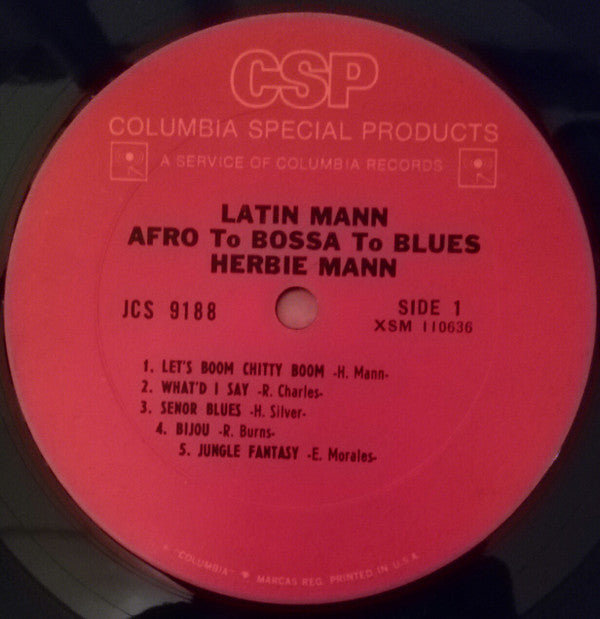 CSP
COLUMBIA SPECIAL PRODUCTS
A SERVICE OF COLUMBIA RECORDS
LATIN MANN
AFRO To BOSSA To BLUES
HERBIE MANN
JCS 9188
SIDE 1
XSM 110636
1. LET'S BOOM CHITTY BOOM -H. Mann-
2. WHAT'D I SAY -R. Charles-
3. SENOR BLUES -H. Silver-
4. BIJOU -R. Burns-
5. JUNGLE FANTASY -E. Morales-
"COLUMBIA" MARCAS REG. PRINTED IN U.S.A.